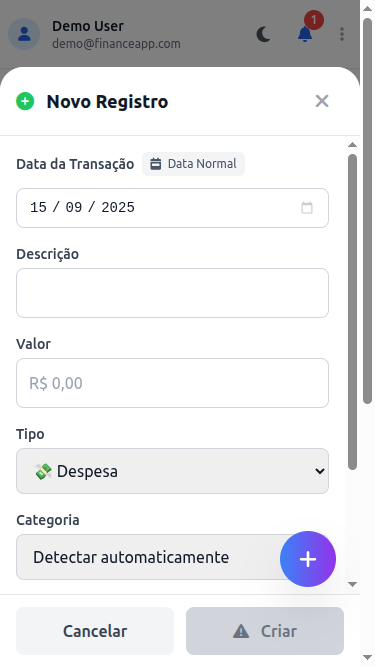 Demo User
demo@financeapp.com
1
Novo Registro
Data da Transação Data Normal
15 / 09 / 2025
Descrição
Valor
R$ 0,00
Tipo
💸 Despesa
Categoria
Detectar automaticamente
Cancelar Criar